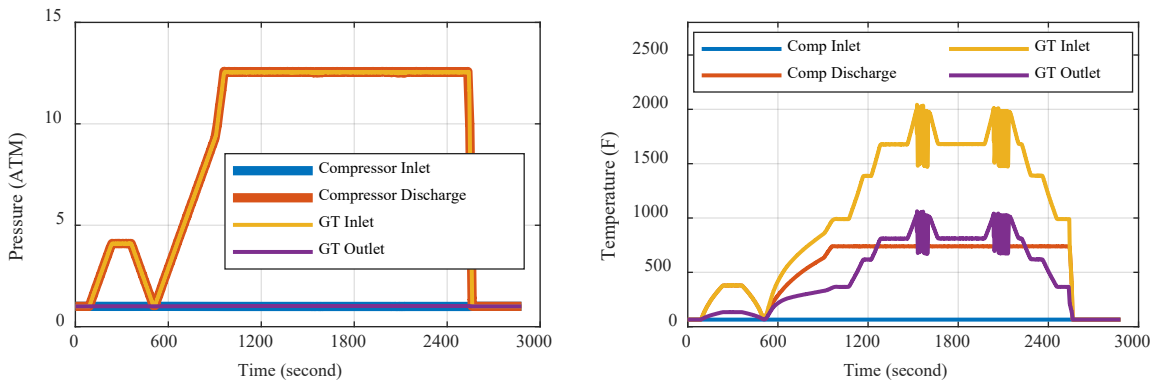 15
10
5
0
Pressure (ATM)
Compressor Inlet
Compressor Discharge
GT Inlet
GT Outlet
0 600 1200 1800 2400 3000
Time (second)
2500
2000
1500
1000
500
0
Temperature (F)
Comp Inlet GT Inlet
Comp Discharge GT Outlet
0 600 1200 1800 2400 3000
Time (second)